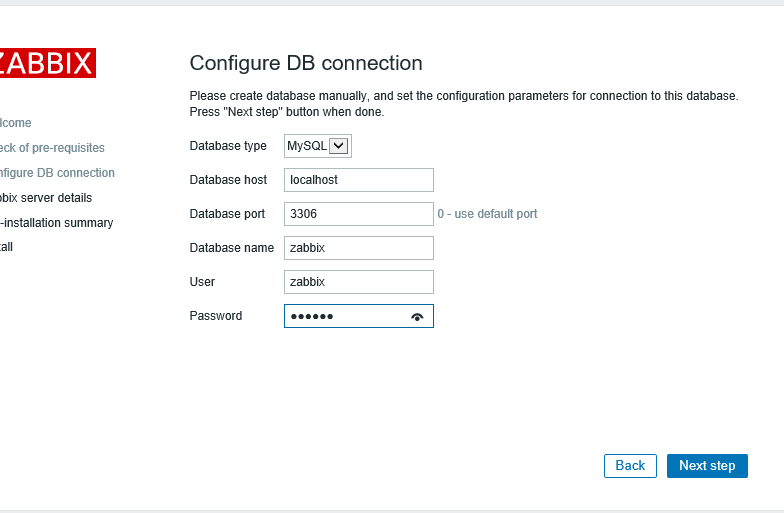 ZABBIX
Configure DB connection
Please create database manually, and set the configuration parameters for connection to this database.
Press "Next step" button when done.
lcome
eck of pre-requisites
nfigure DB connection
bbix server details
-installation summary
all
Database type MySQL
Database host localhost
Database port 3306 0 - use default port
Database name zabbix
User zabbix
Password ●●●●●●
Back Next step